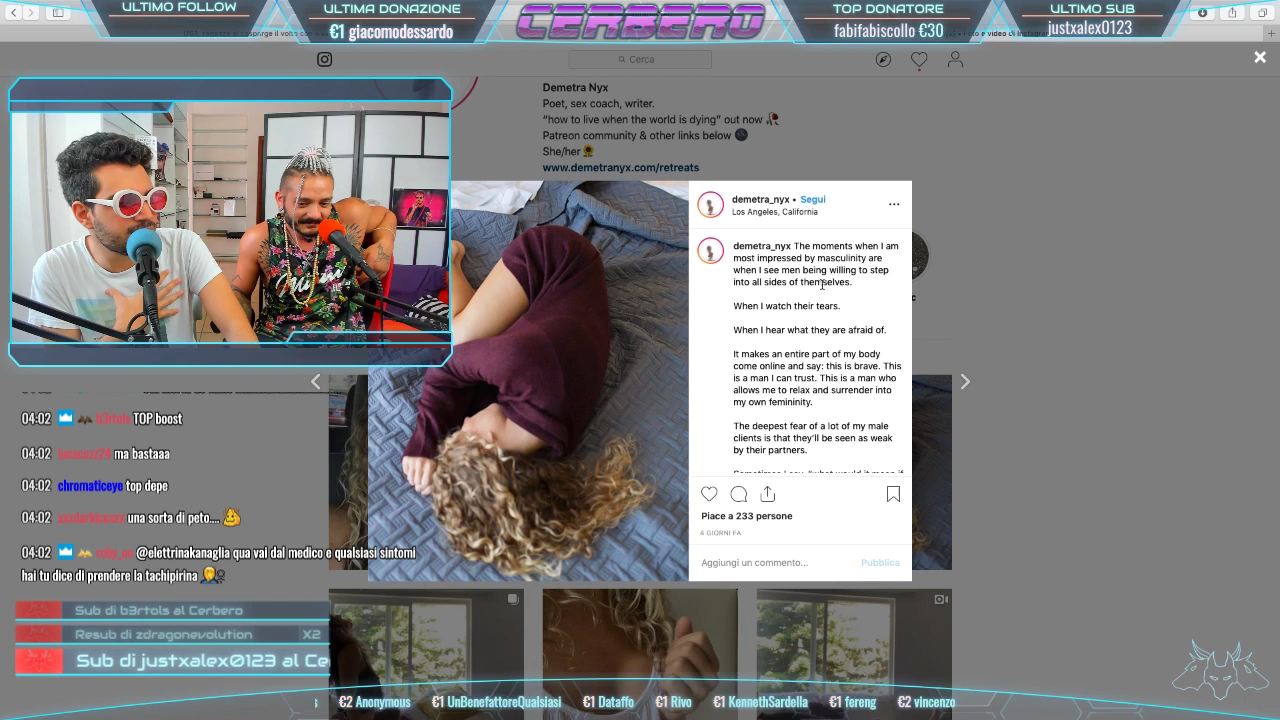 ULTIMO FOLLOW
ULTIMA DONAZIONE
€1 giacomodessardo
CERBERO
TOP DONATORE
fabifabiscollo €30
ULTIMO SUB
justxalex0123
Cerca
Demetra Nyx
Poet, sex coach, writer.
“how to live when the world is dying” out now
Patreon community & other links below
She/her
www.demetranyx.com/retreats
demetra_nyx • Segui
Los Angeles, California
demetra_nyx The moments when I am
most impressed by masculinity are
when I see men being willing to step
into all sides of themselves.
When I watch their tears.
When I hear what they are afraid of.
It makes an entire part of my body
come online and say: this is brave. This
is a man I can trust. This is a man who
allows me to relax and surrender into
my own femininity.
The deepest fear of a lot of my male
clients is that they'll be seen as weak
by their partners.
Piace a 233 persone
4 GIORNI FA
Aggiungi un commento...
Pubblica
04:02 b3rtols TOP boost
04:02 ma bastaaa
04:02 chromaticeye top depe
04:02 una sorta di peto....
04:02 @elettrinakanaglia qua vai dal medico e qualsiasi sintomi
hai tu dice di prendere la tachipirina
Sub di b3rtols al Cerbero
Resub di zdragonevolution X2
Sub di justxalex0123 al Ce
€2 Anonymous €1 UnBenefattoreQualsiasi €1 Dataffo €1 Rivo €1 KennethSardella €1 fereng €2 vincenzo